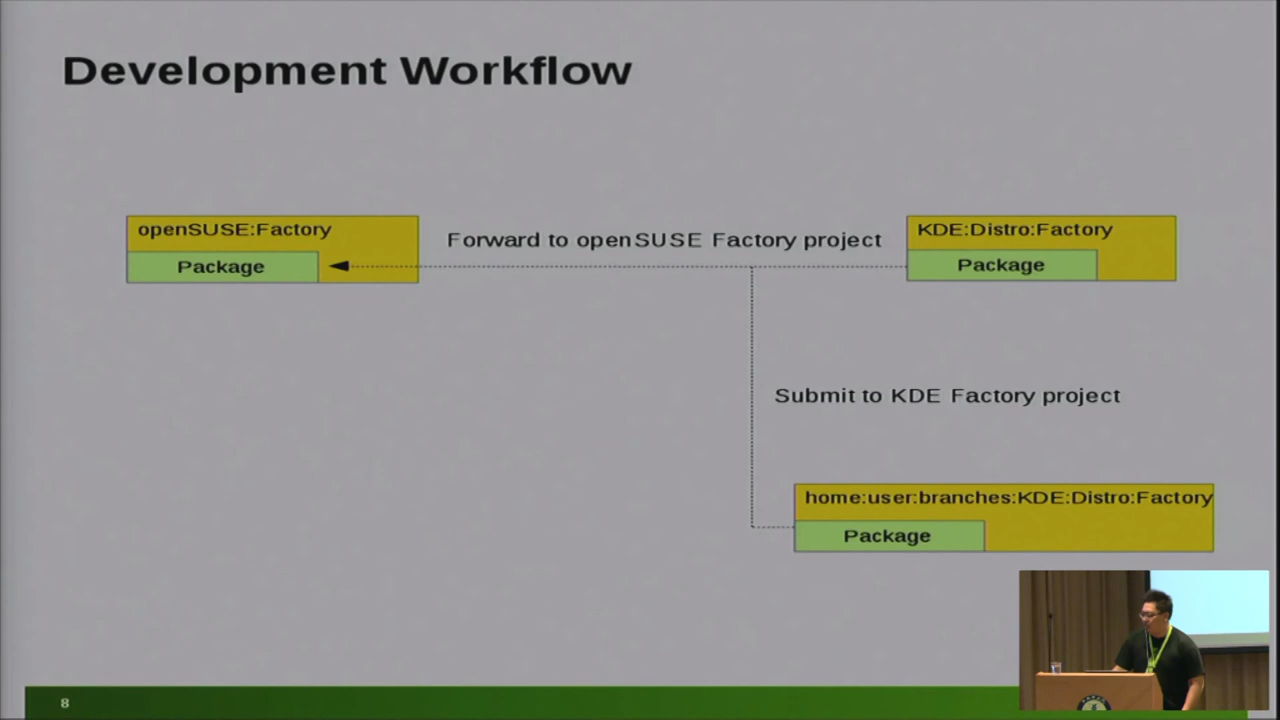 Development Workflow
openSUSE:Factory
Package
Forward to openSUSE Factory project
KDE:Distro:Factory
Package
Submit to KDE Factory project
home:user:branches:KDE:Distro:Factory
Package
8